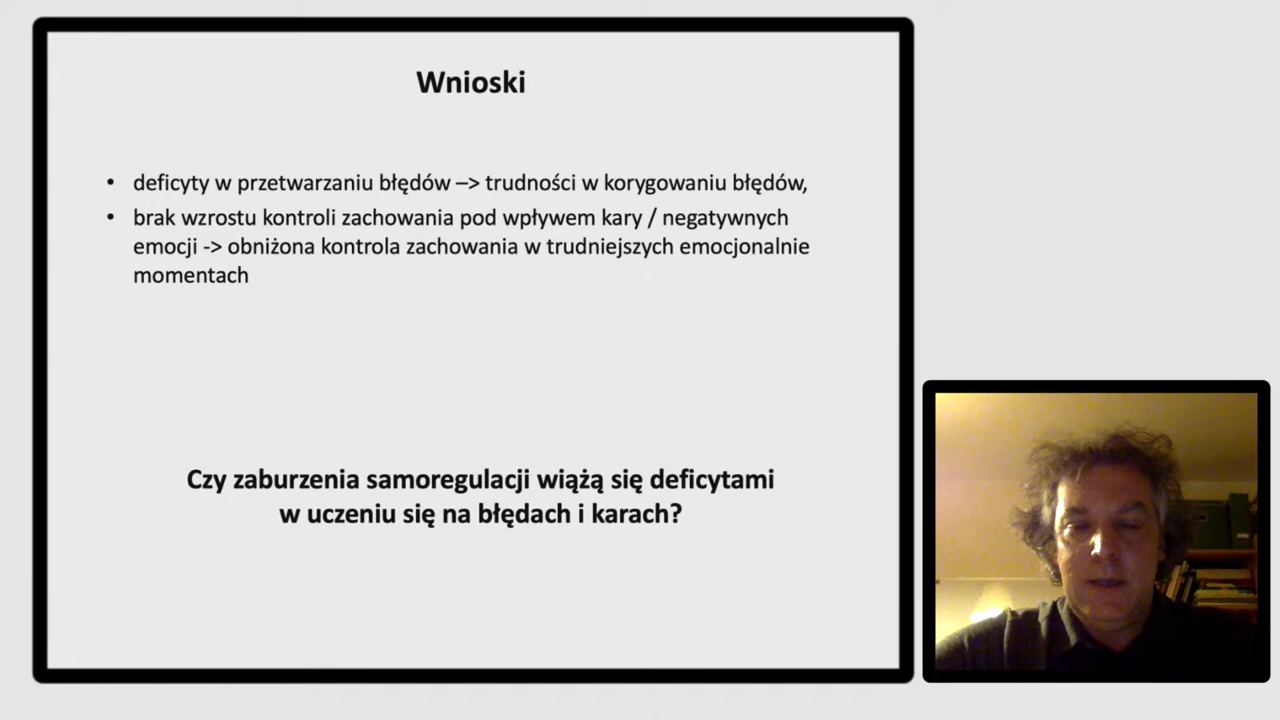 Wnioski
• deficyty w przetwarzaniu błędów –> trudności w korygowaniu błędów,
• brak wzrostu kontroli zachowania pod wpływem kary / negatywnych
emocji -> obniżona kontrola zachowania w trudniejszych emocjonalnie
momentach
Czy zaburzenia samoregulacji wiążą się deficytami
w uczeniu się na błędach i karach?